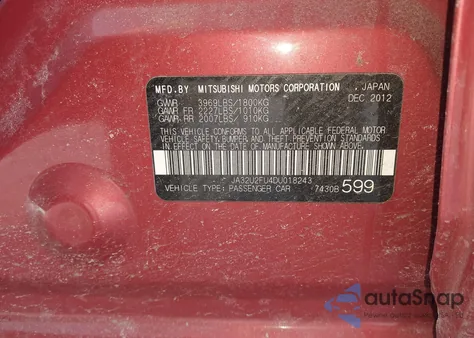 MFD. BY MITSUBISHI MOTORS CORPORATION JAPAN
GVWR 3969LBS/1800KG DEC. 2012
GAWR FR 2227LBS/1010KG
GAWR RR 2007LBS/ 910KG
THIS VEHICLE CONFORMS TO ALL APPLICABLE FEDERAL MOTOR
VEHICLE SAFETY, BUMPER AND THEFT PREVENTION STANDARDS
IN EFFECT ON THE DATE OF MANUFACTURE SHOWN ABOVE.
JA32U2FU4DU018243
VEHICLE TYPE: PASSENGER CAR 7430B 599
autoSnap